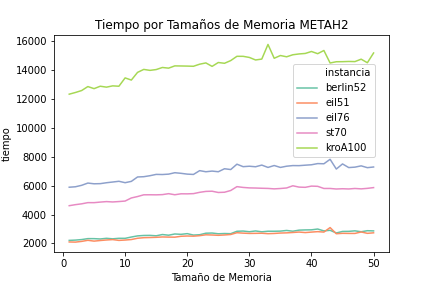 Tiempo por Tamaños de Memoria METAH2
16000
14000
12000
10000
8000
6000
4000
2000
tiempo
instancia
berlin52
eil51
eil76
st70
kroA100
0 10 20 30 40 50
Tamaño de Memoria